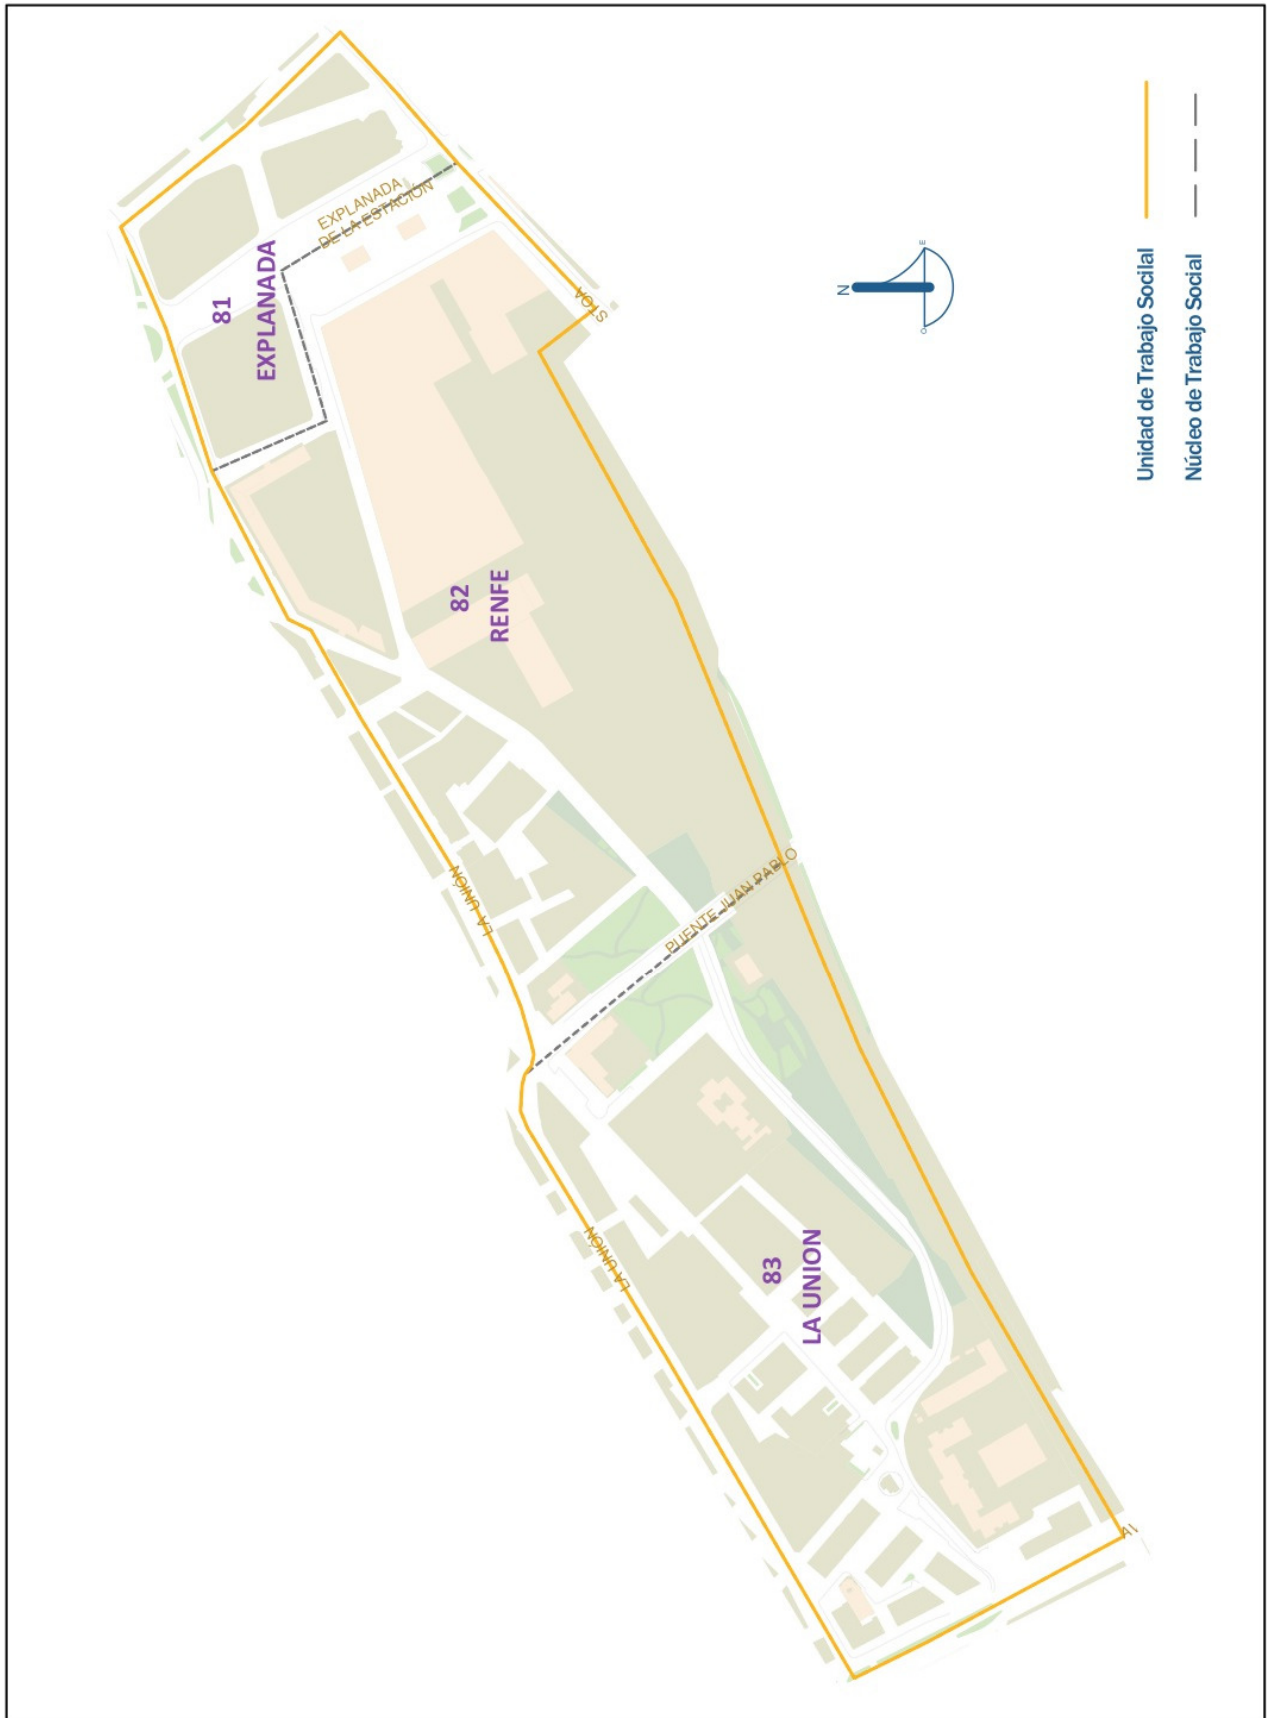 81
EXPLANADA
EXPLANADA
DE LA ESTACIÓN
82
RENFE
LA UNIÓN
PUENTE JUAN PABLO
LA UNIÓN
83
LA UNION
N
E
O
Unidad de Trabajo Socilal
Núcleo de Trabajo Social